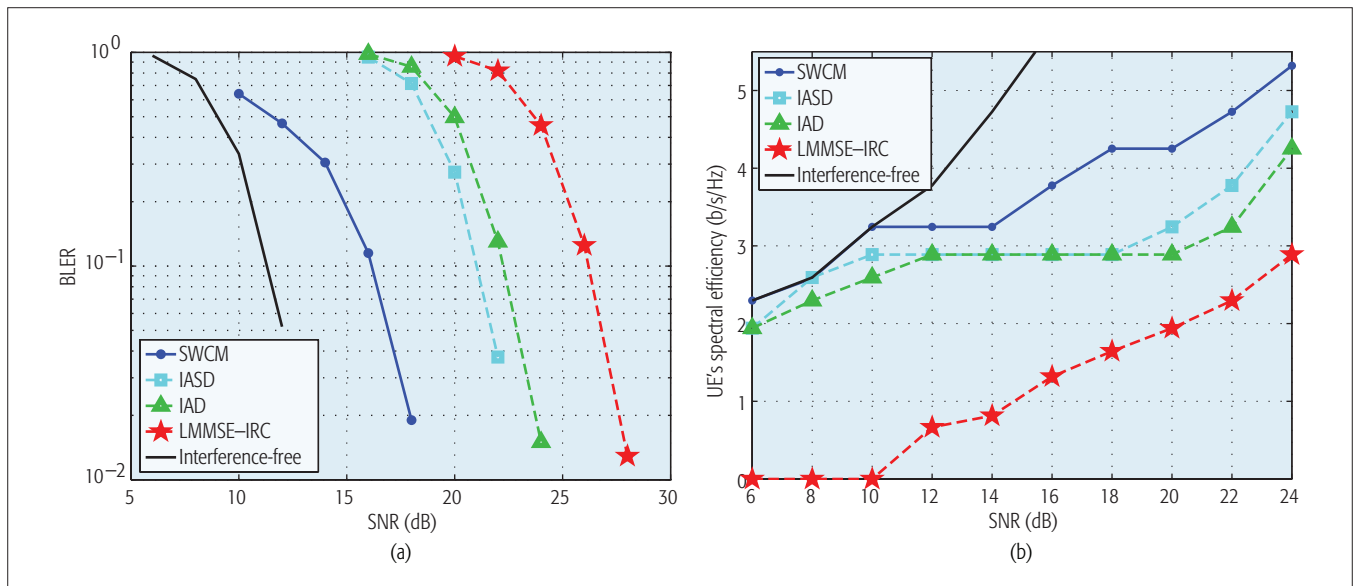 10^0
10^-1
10^-2
BLER
SWCM
IASD
IAD
LMMSE–IRC
Interference-free
5 10 15 20 25 30
SNR (dB)
(a)
SWCM
IASD
IAD
LMMSE–IRC
Interference-free
5
4
3
2
1
0
UE's spectral efficiency (b/s/Hz)
6 8 10 12 14 16 18 20 22 24
SNR (dB)
(b)